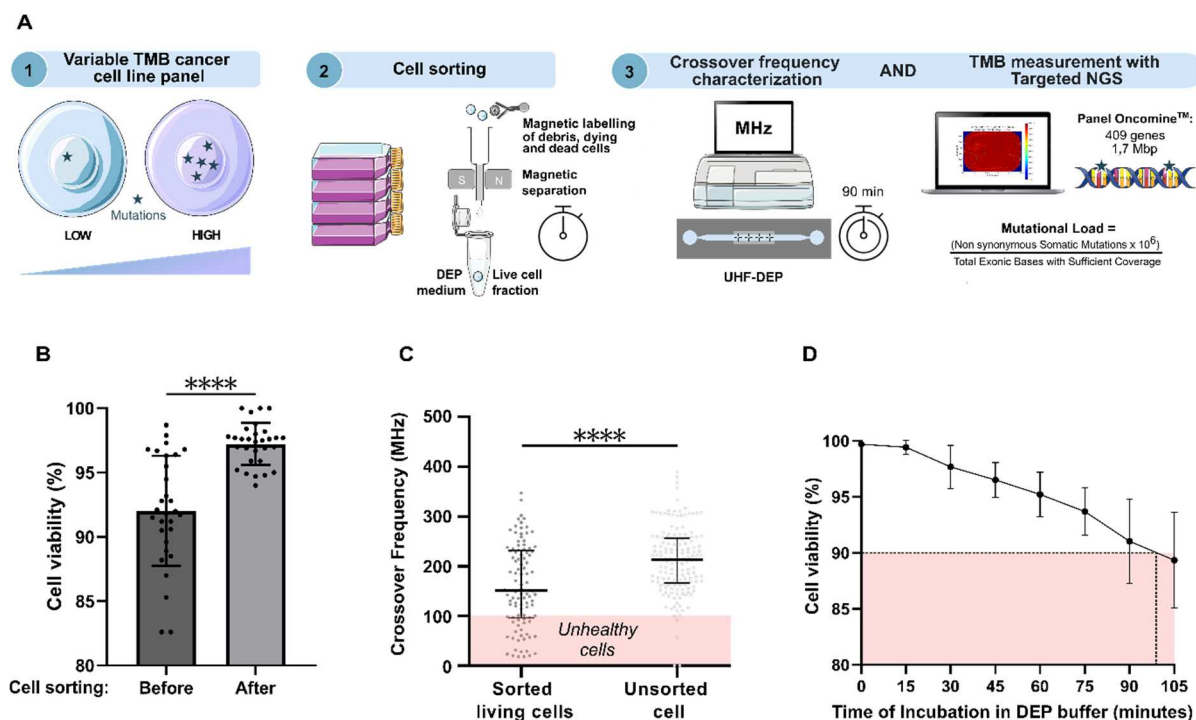 A
1
Variable TMB cancer
cell line panel
Mutations
LOW
HIGH
2
Cell sorting
Magnetic labelling
of debris, dying
and dead cells
S N
Magnetic
separation
DEP
medium
Live cell
fraction
3
Crossover frequency
characterization
AND
TMB measurement with
Targeted NGS
MHz
90 min
UHF-DEP
Panel Oncomine™:
409 genes
1,7 Mbp
Mutational Load =
(Non synonymous Somatic Mutations x 10⁶)
Total Exonic Bases with Sufficient Coverage
B
****
Cell viability (%)
100
95
90
85
80
Cell sorting: Before After
C
****
Crossover Frequency (MHz)
500
400
300
200
100
0
Unhealthy
cells
Sorted
living cells
Unsorted
cell
D
Cell viability (%)
100
95
90
85
80
0 15 30 45 60 75 90 105
Time of Incubation in DEP buffer (minutes)